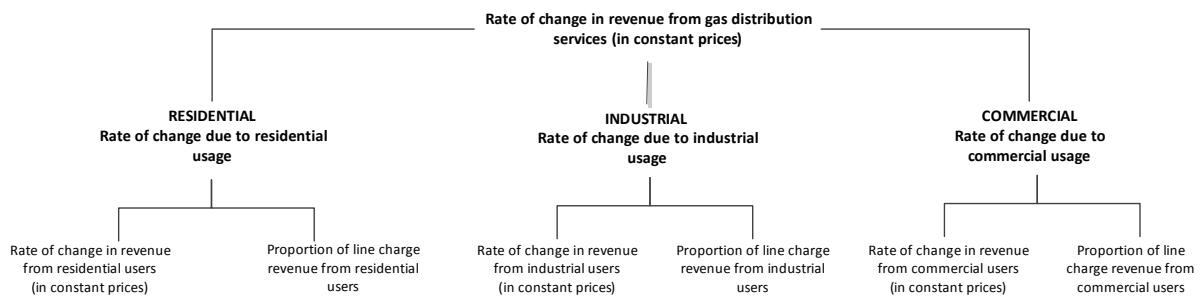 Rate of change in revenue from gas distribution
services (in constant prices)
RESIDENTIAL
Rate of change due to residential
usage
INDUSTRIAL
Rate of change due to industrial
usage
COMMERCIAL
Rate of change due to
commercial usage
Rate of change in revenue
from residential users
(in constant prices)
Proportion of line charge
revenue from residential
users
Rate of change in revenue
from industrial users
(in constant prices)
Proportion of line charge
revenue from industrial
users
Rate of change in revenue
from commercial users
(in constant prices)
Proportion of line
charge revenue from
commercial users